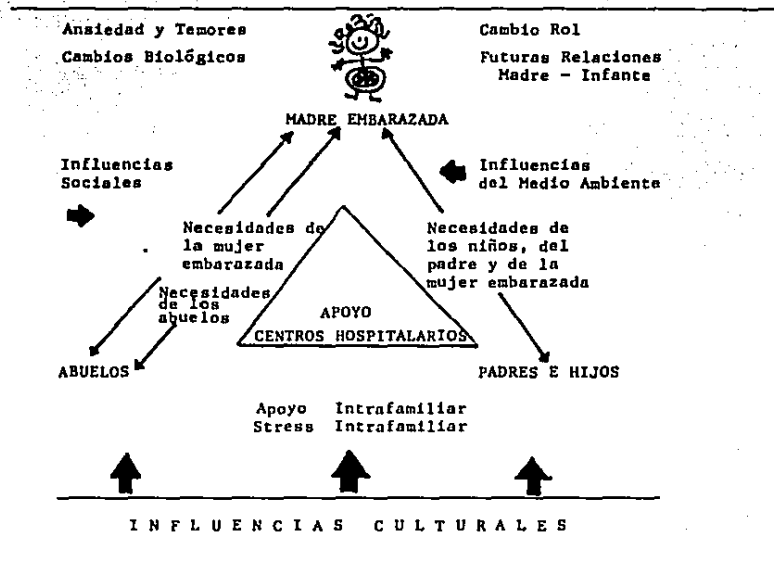 Ansiedad y Temores
Cambios Biológicos
Cambio Rol
Futuras Relaciones
Madre - Infante
MADRE EMBARAZADA
Influencias
Sociales
Influencias
del Medio Ambiente
Necesidades de
la mujer
embarazada
Necesidades
de los
abuelos
Necesidades de
los niños, del
padre y de la
mujer embarazada
APOYO
CENTROS HOSPITALARIOS
ABUELOS
PADRES E HIJOS
Apoyo Intrafamiliar
Stress Intrafamiliar
INFLUENCIAS CULTURALES